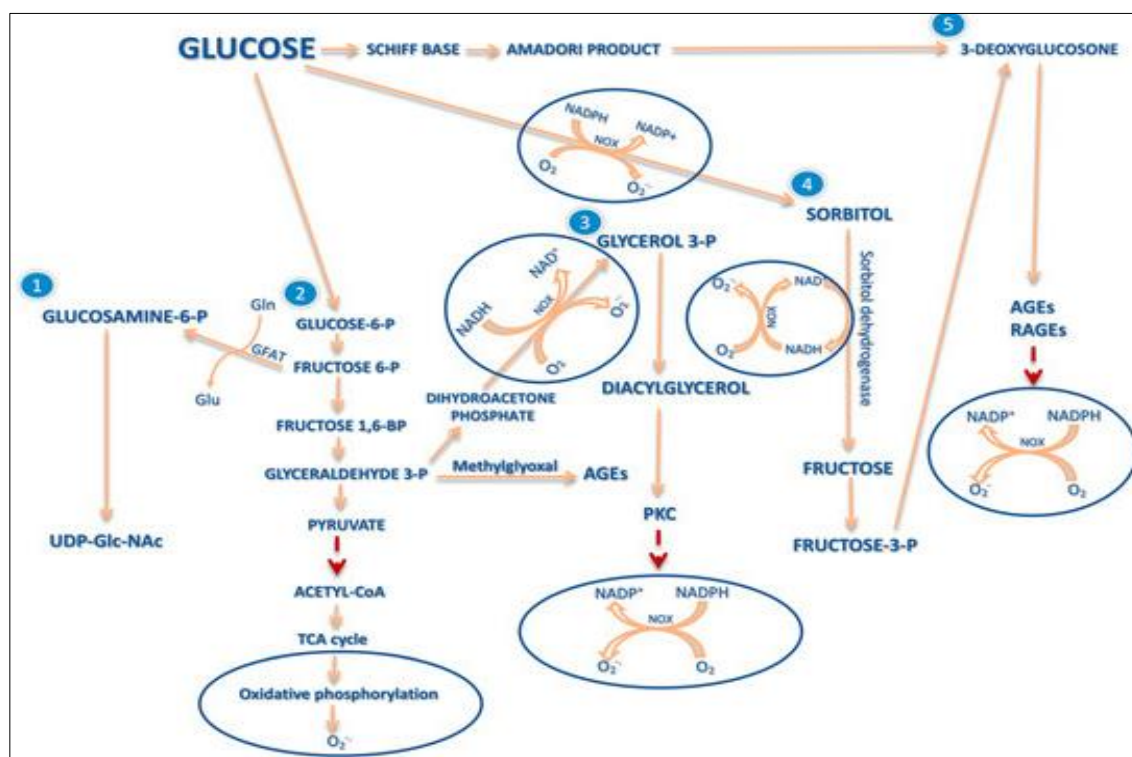 5
GLUCOSE
SCHIFF BASE
AMADORI PRODUCT
3-DEOXYGLUCOSONE
NADPH
NADP+
NOX
O₂
O₂⁻·
4
SORBITOL
3
GLYCEROL 3-P
NAD⁺
NADH
NOX
O₂⁻·
O₂
O₂⁻·
NAD⁺
NOX
O₂
NADH
Sorbitol dehydrogenase
1
GLUCOSAMINE-6-P
Gln
GFAT
Glu
2
GLUCOSE-6-P
FRUCTOSE 6-P
FRUCTOSE 1,6-BP
GLYCERALDEHYDE 3-P
DIHYDROACETONE
PHOSPHATE
Methylglyoxal
AGEs
DIACYLGLYCEROL
AGEs
RAGEs
NADP⁺
NADPH
NOX
O₂⁻·
O₂
FRUCTOSE
FRUCTOSE-3-P
PYRUVATE
PKC
UDP-Glc-NAc
ACETYL-CoA
TCA cycle
Oxidative phosphorylation
O₂⁻·
NADP⁺
NADPH
NOX
O₂⁻·
O₂